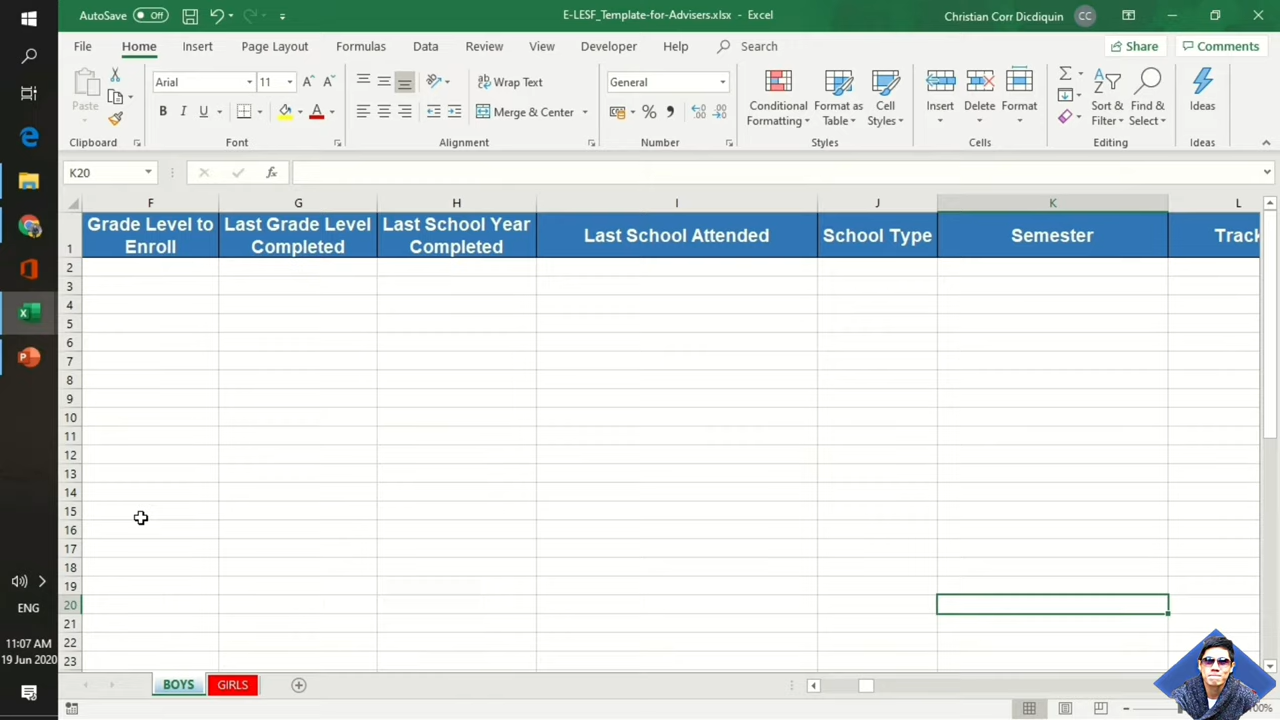 AutoSave Off E-LESF_Template-for-Advisers.xlsx - Excel Christian Corr Dicdiquin CC
File Home Insert Page Layout Formulas Data Review View Developer Help Search Share Comments
Paste
Arial 11
Wrap Text
General
Merge & Center
Conditional Formatting
Format as Table
Cell Styles
Insert Delete Format
Sort & Filter
Find & Select
Ideas
Clipboard Font Alignment Number Styles Cells Editing Ideas
K20
F G H I J K L
1
Grade Level to
Enroll
Last Grade Level
Completed
Last School Year
Completed
Last School Attended
School Type
Semester
2
3
4
5
6
7
8
9
10
11
12
13
14
15
16
17
18
19
20
21
22
23
ENG
11:07 AM
19 Jun 2020
BOYS GIRLS